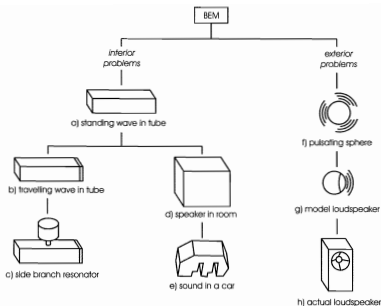 BEM
interior
problems
exterior
problems
a) standing wave in tube
f) pulsating sphere
b) travelling wave in tube
d) speaker in room
g) model loudspeaker
c) side branch resonator
e) sound in a car
h) actual loudspeaker